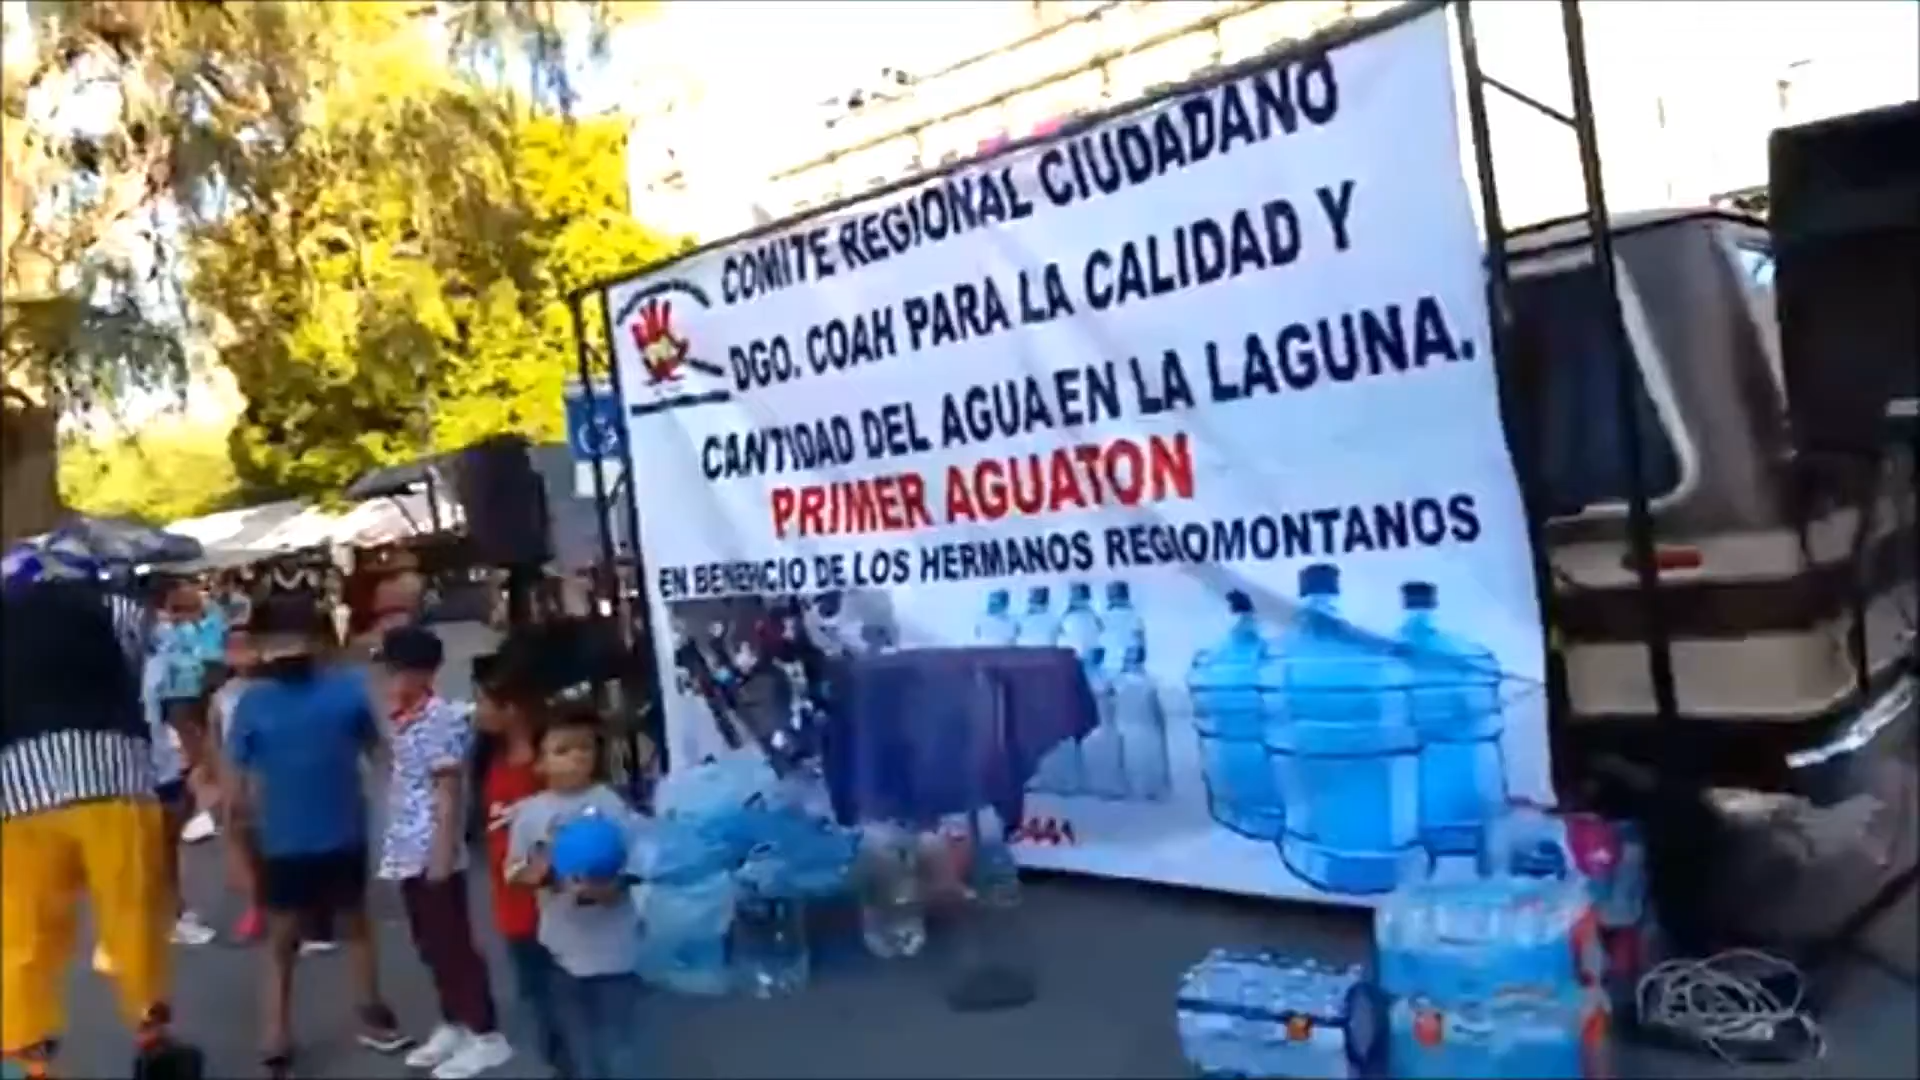 COMITE REGIONAL CIUDADANO
DGO. COAH PARA LA CALIDAD Y
CANTIDAD DEL AGUA EN LA LAGUNA.
PRIMER AGUATON
EN BENEFICIO DE LOS HERMANOS REGIOMONTANOS